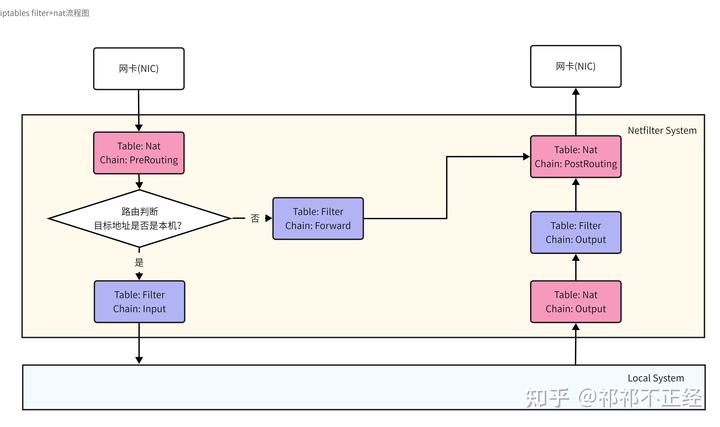 iptables filter+nat流程图
网卡(NIC)
网卡(NIC)
Netfilter System
Table: Nat
Chain: PreRouting
Table: Nat
Chain: PostRouting
路由判断
目标地址是否是本机?
否
Table: Filter
Chain: Forward
Table: Filter
Chain: Output
是
Table: Filter
Chain: Input
Table: Nat
Chain: Output
Local System
知乎 @祁祁不正经